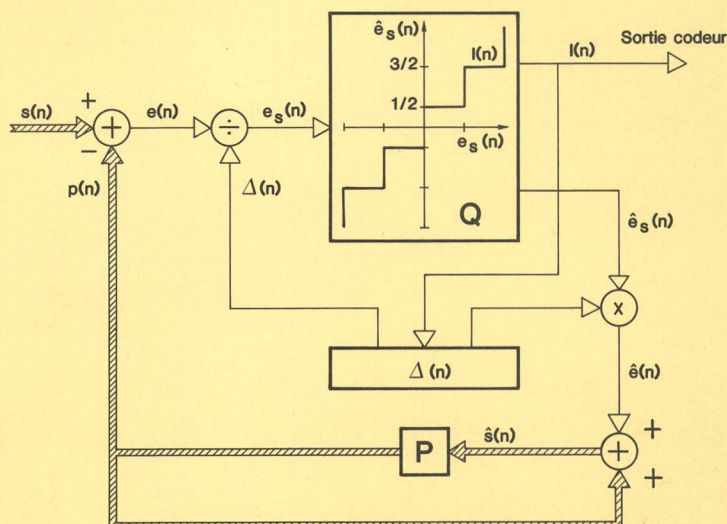 ê_s(n)
Sortie codeur
I(n)
I(n)
3/2
s(n)
+
e(n)
e_s(n)
1/2
+
÷
e_s(n)
−
p(n)
Δ(n)
Q
ê_s(n)
x
Δ(n)
ê(n)
ŝ(n)
+
P
+
+